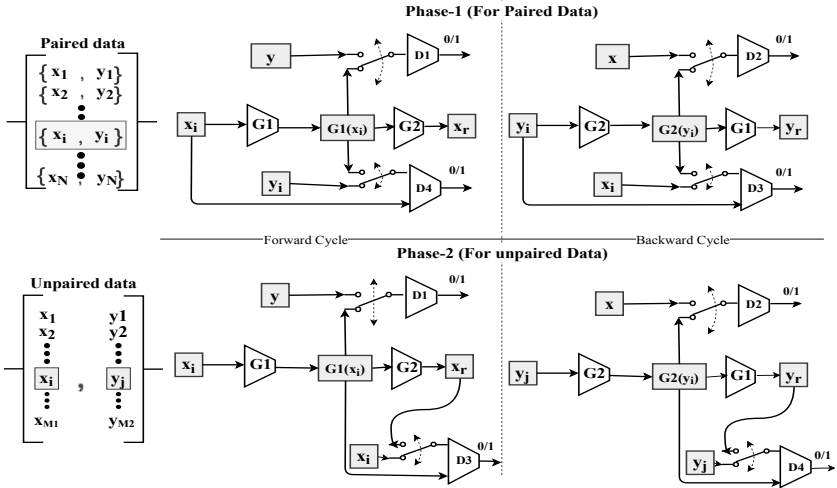 Phase-1 (For Paired Data)
Paired data
{ x1 , y1}
{ x2 , y2}
{ xi , yi }
{xN , yN}
y
D1
0/1
xi
G1
G1(xi)
G2
xr
yi
D4
0/1
x
D2
0/1
yi
G2
G2(yi)
G1
yr
xi
D3
0/1
Forward Cycle
Backward Cycle
Phase-2 (For unpaired Data)
Unpaired data
x1 y1
x2 y2
xi , yj
xM1 yM2
y
D1
0/1
xi
G1
G1(xi)
G2
xr
xi
D3
0/1
x
D2
0/1
yj
G2
G2(yi)
G1
yr
yj
D4
0/1